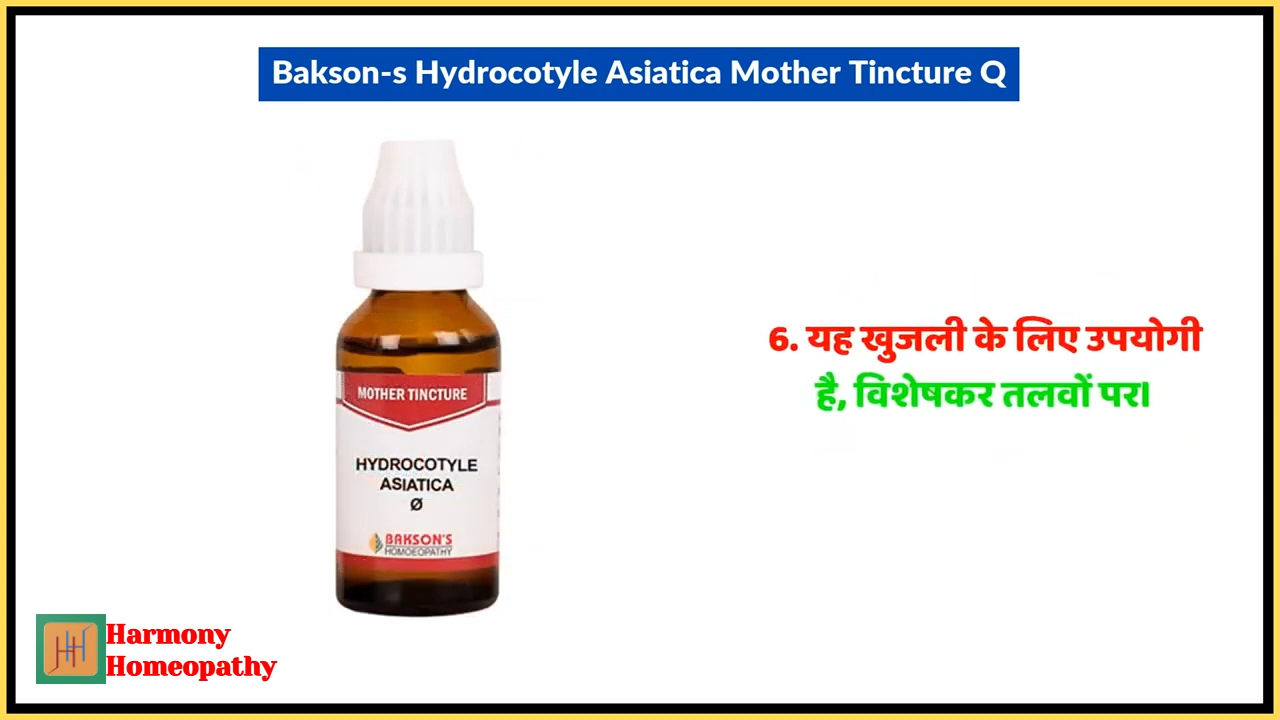 Bakson-s Hydrocotyle Asiatica Mother Tincture Q
MOTHER TINCTURE
HYDROCOTYLE
ASIATICA
Ø
BAKSON'S
HOMOEOPATHY
6. यह खुजली के लिए उपयोगी
है, विशेषकर तलवों पर।
HH
Harmony
Homeopathy